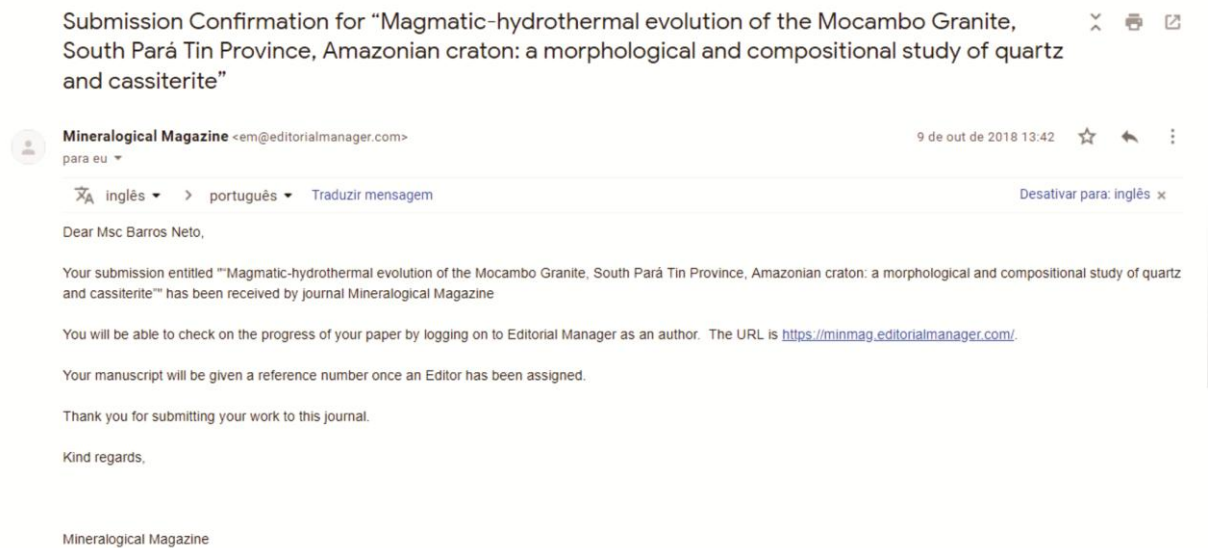 Submission Confirmation for “Magmatic-hydrothermal evolution of the Mocambo Granite,
South Pará Tin Province, Amazonian craton: a morphological and compositional study of quartz
and cassiterite”
Mineralogical Magazine <em@editorialmanager.com>
9 de out de 2018 13:42
para eu
inglês > português Traduzir mensagem
Desativar para: inglês x
Dear Msc Barros Neto,
Your submission entitled "“Magmatic-hydrothermal evolution of the Mocambo Granite, South Pará Tin Province, Amazonian craton: a morphological and compositional study of quartz
and cassiterite”" has been received by journal Mineralogical Magazine
You will be able to check on the progress of your paper by logging on to Editorial Manager as an author.  The URL is https://minmag.editorialmanager.com/.
Your manuscript will be given a reference number once an Editor has been assigned.
Thank you for submitting your work to this journal.
Kind regards,
Mineralogical Magazine